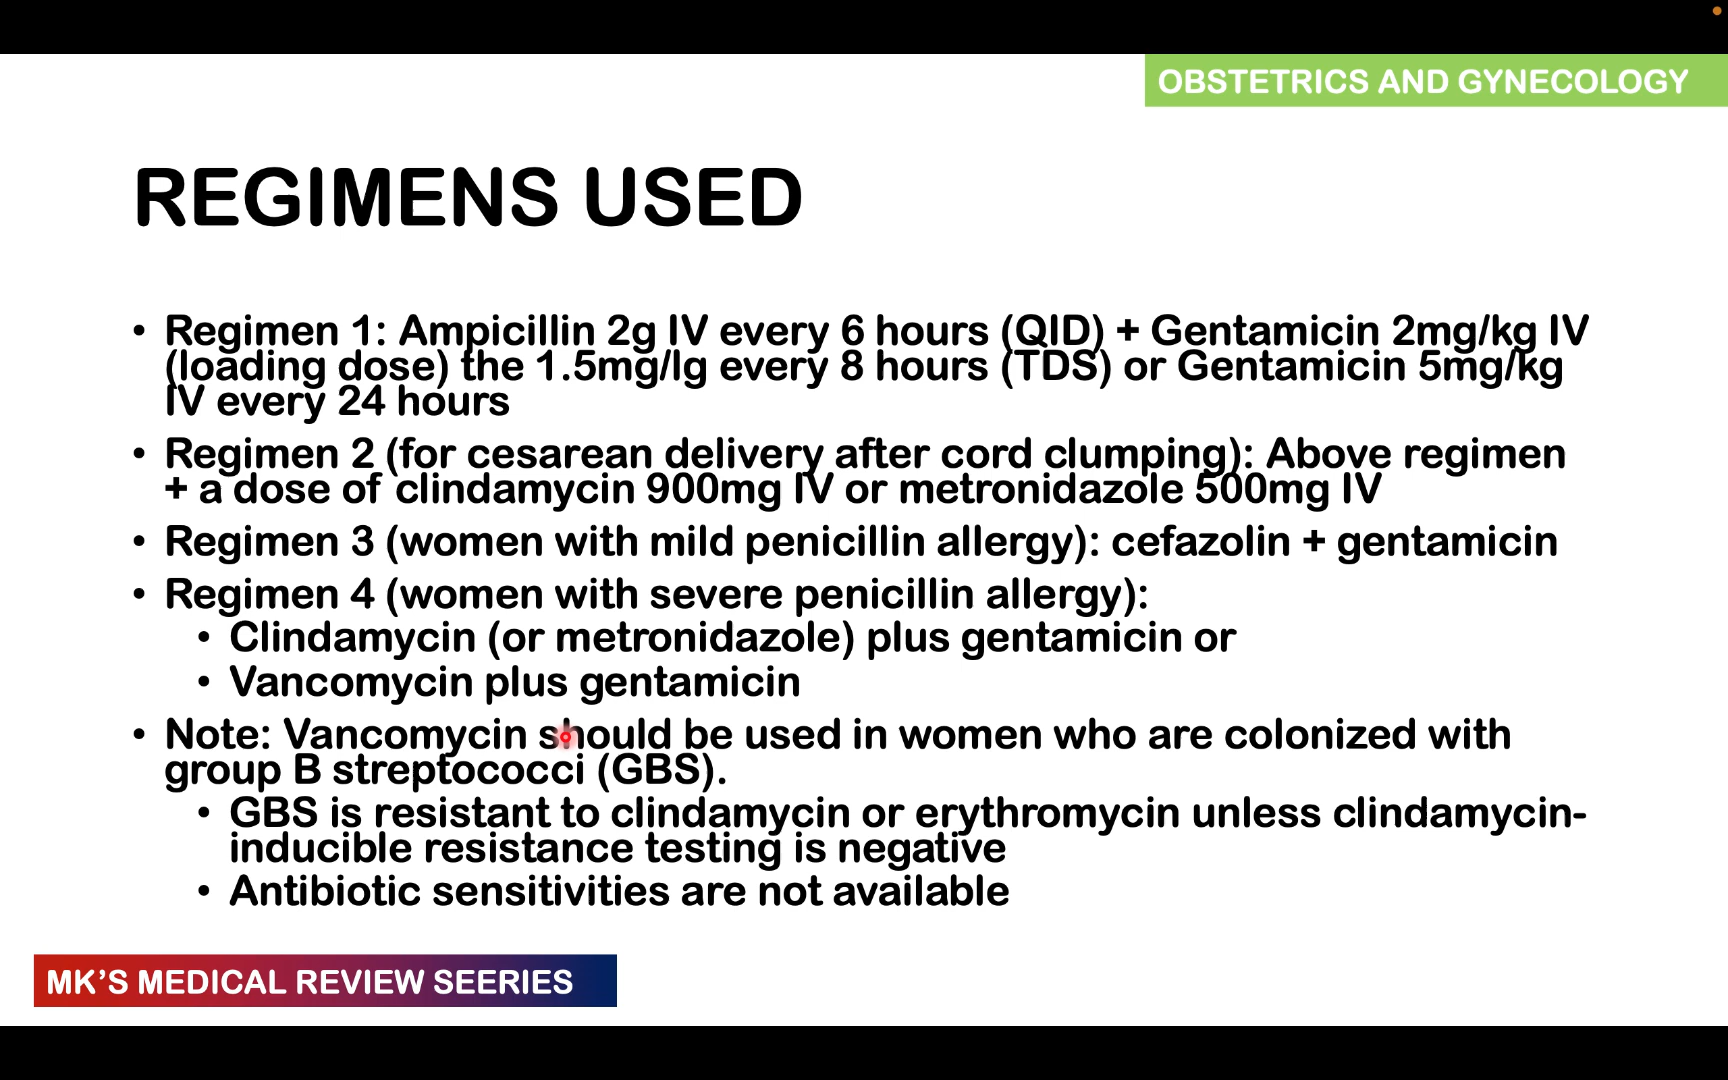 OBSTETRICS AND GYNECOLOGY
REGIMENS USED
• Regimen 1: Ampicillin 2g IV every 6 hours (QID) + Gentamicin 2mg/kg IV
(loading dose) the 1.5mg/lg every 8 hours (TDS) or Gentamicin 5mg/kg
IV every 24 hours
• Regimen 2 (for cesarean delivery after cord clumping): Above regimen
+ a dose of clindamycin 900mg IV or metronidazole 500mg IV
• Regimen 3 (women with mild penicillin allergy): cefazolin + gentamicin
• Regimen 4 (women with severe penicillin allergy):
• Clindamycin (or metronidazole) plus gentamicin or
• Vancomycin plus gentamicin
• Note: Vancomycin should be used in women who are colonized with
group B streptococci (GBS).
• GBS is resistant to clindamycin or erythromycin unless clindamycin-
inducible resistance testing is negative
• Antibiotic sensitivities are not available
MK'S MEDICAL REVIEW SEERIES